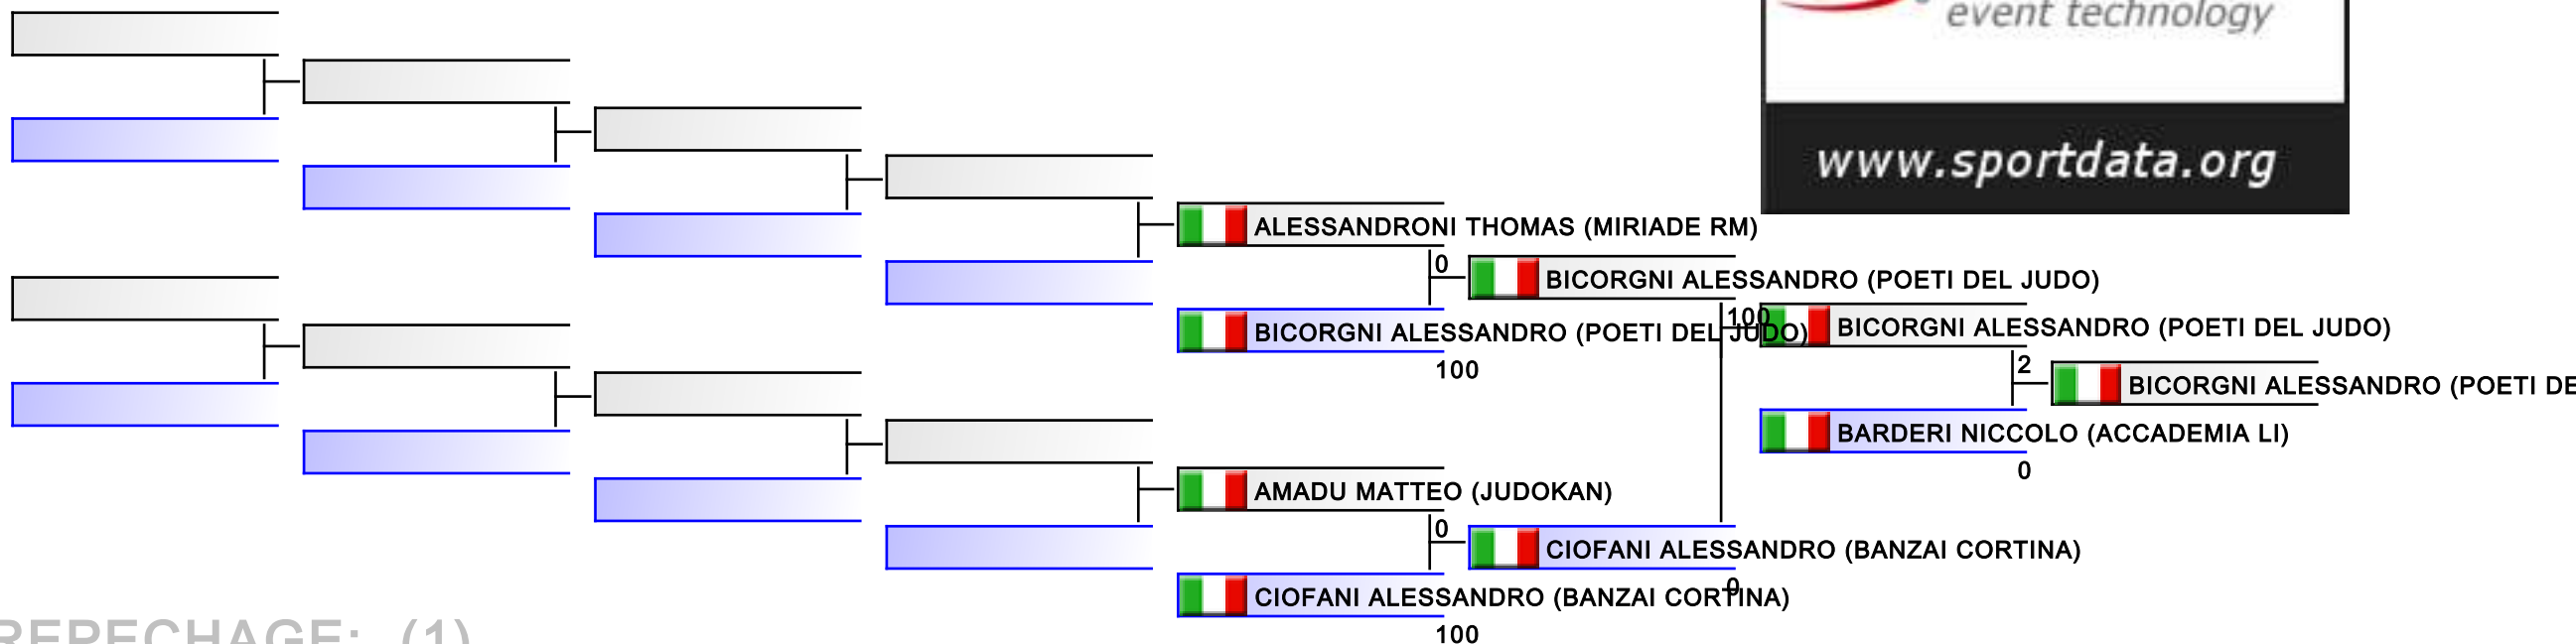 event technology
www.sportdata.org
ALESSANDRONI THOMAS (MIRIADE RM)
0
BICORGNI ALESSANDRO (POETI DEL JUDO)
100
BICORGNI ALESSANDRO (POETI DEL JUDO)
BICORGNI ALESSANDRO (POETI DEL JUDO)
100
2
BICORGNI ALESSANDRO (POETI DE
BARDERI NICCOLO (ACCADEMIA LI)
0
AMADU MATTEO (JUDOKAN)
0
CIOFANI ALESSANDRO (BANZAI CORTINA)
0
CIOFANI ALESSANDRO (BANZAI CORTINA)
100
REPECHAGE: (1)